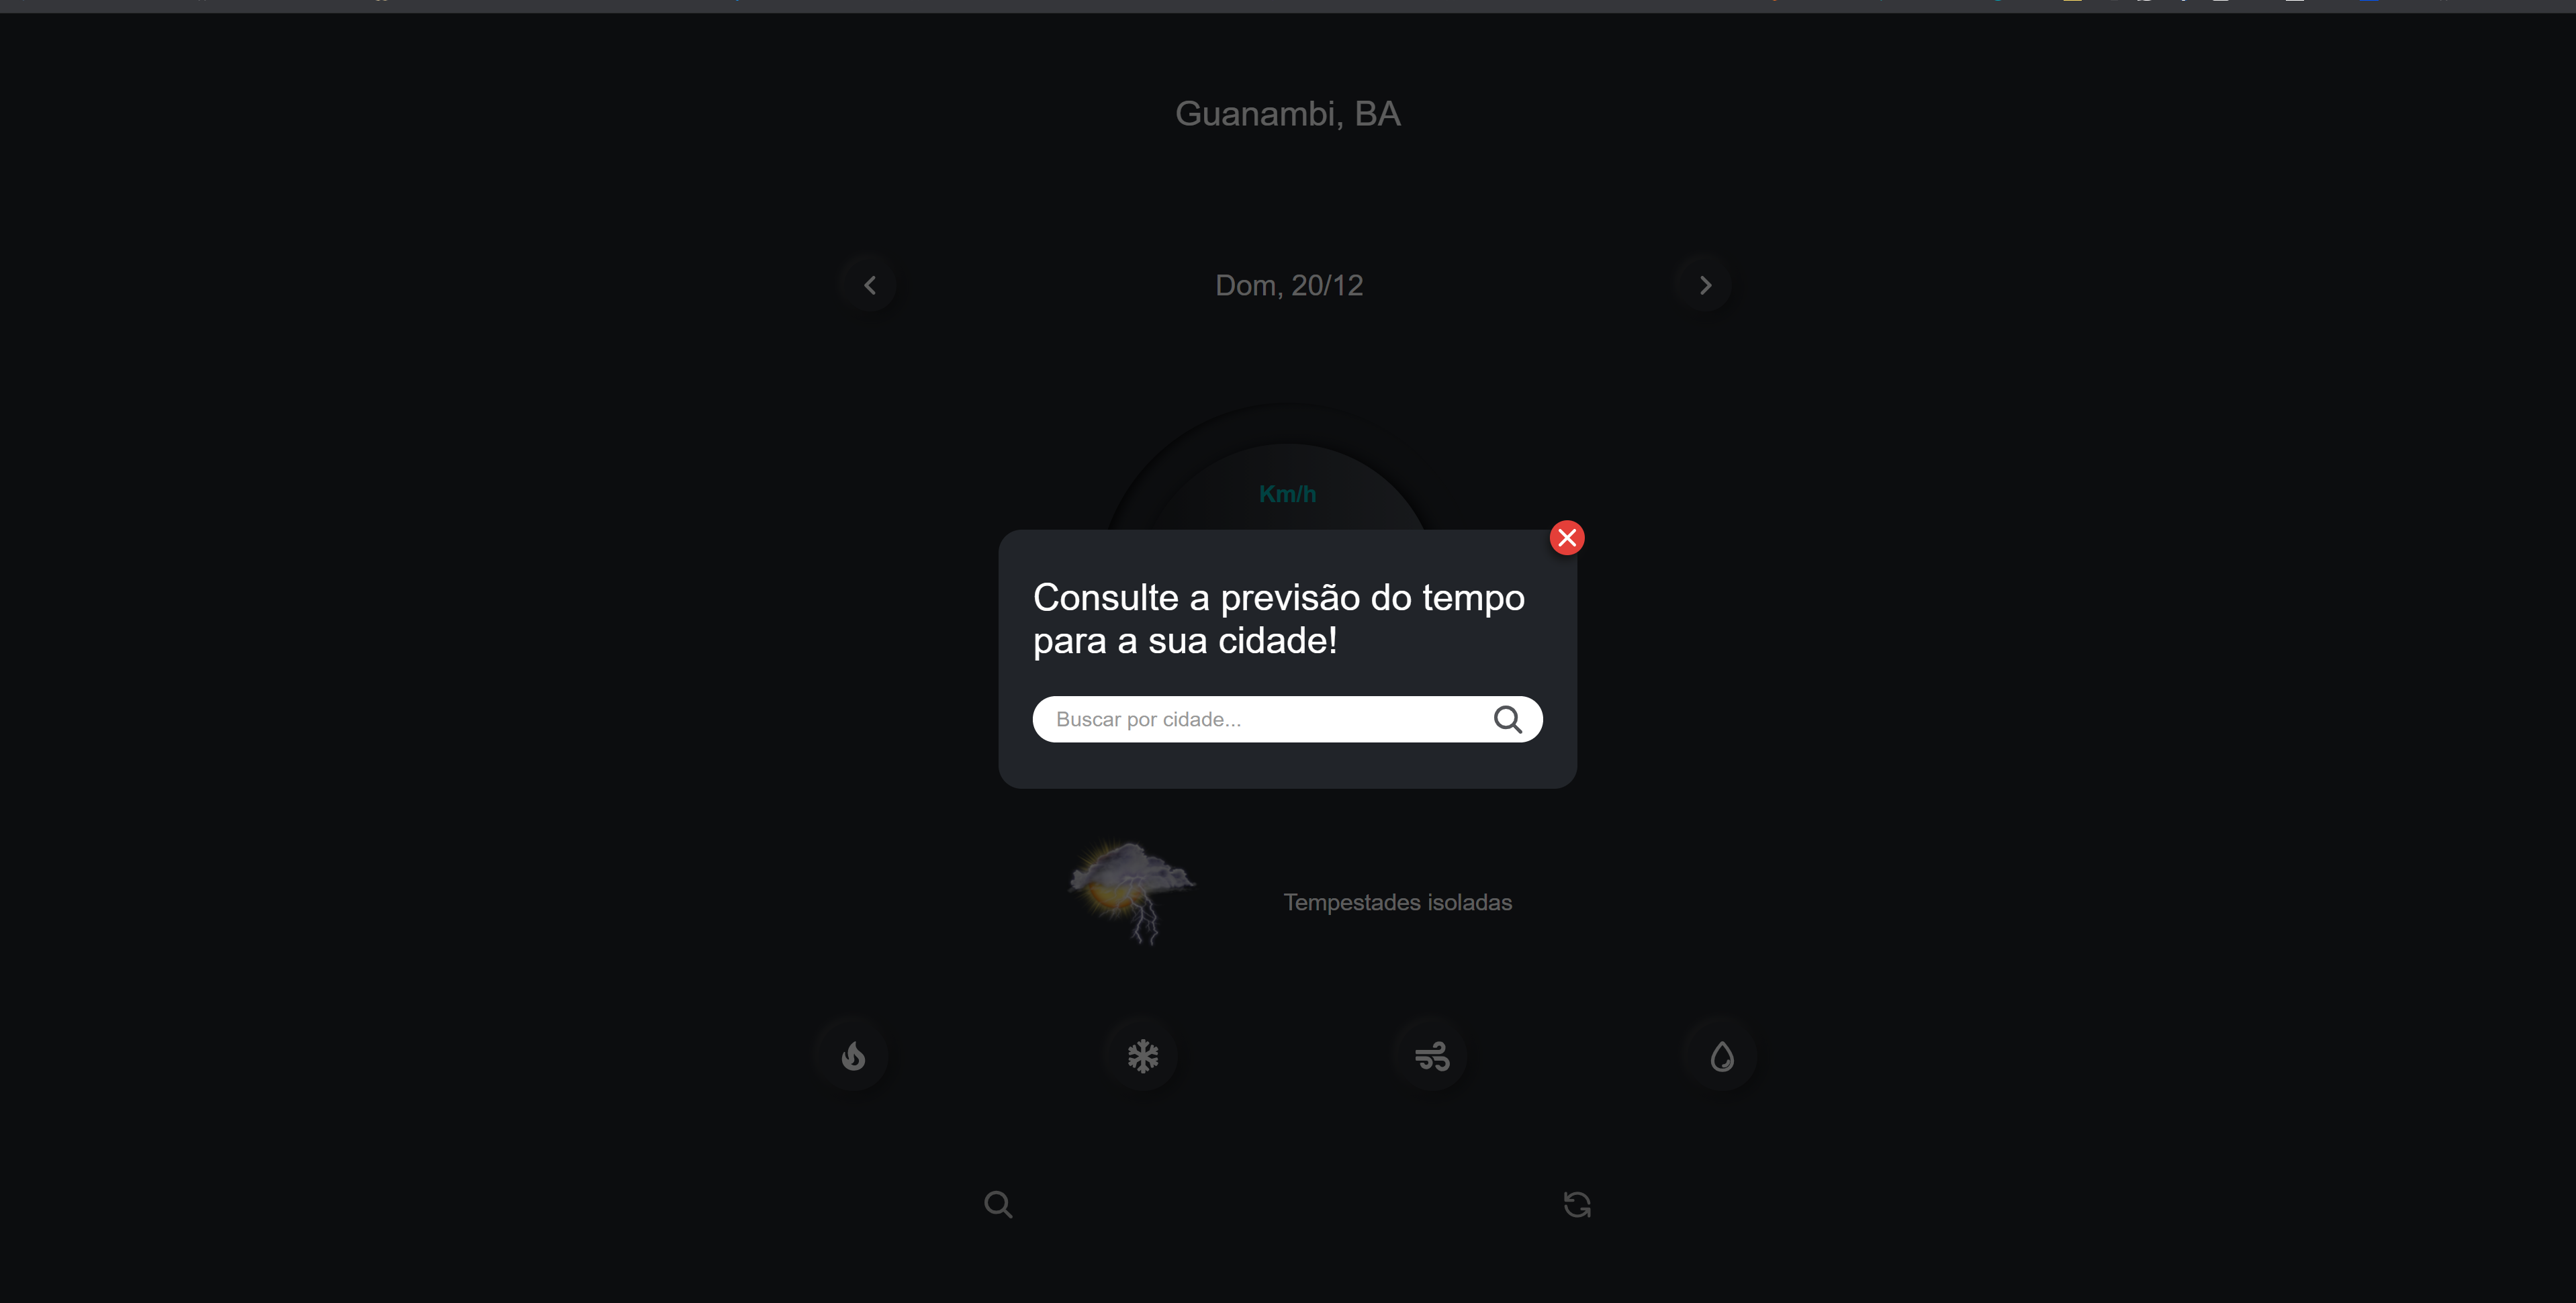 Guanambi, BA
Dom, 20/12
Km/h
Consulte a previsão do tempo
para a sua cidade!
Buscar por cidade...
Tempestades isoladas